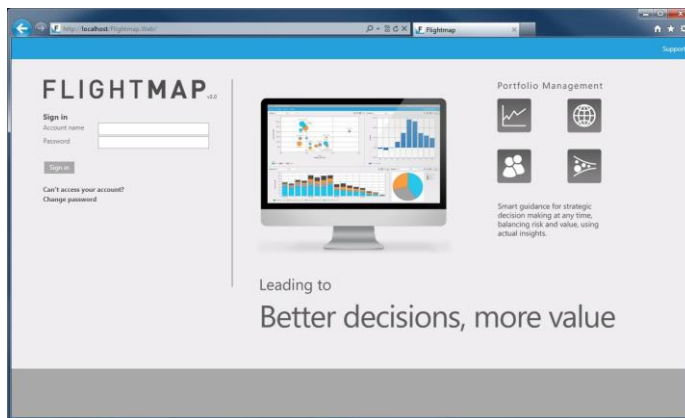 http://localhost/Flightmap.Web/
Flightmap
Support
FLIGHTMAP v3.0
Sign in
Account name
Password
Sign in
Can't access your account?
Change password
Portfolio Management
Smart guidance for strategic
decision making at any time,
balancing risk and value, using
actual insights.
Leading to
Better decisions, more value